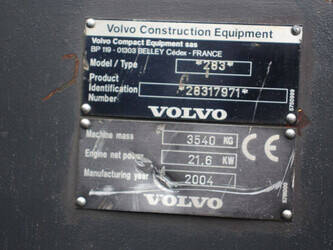 Volvo Construction Equipment
Volvo Compact Equipment sas
BP 119 - 01303 BELLEY Cédex - FRANCE
Model / Type *283*
Product
Identification *28317971*
Number
VOLVO
Machine mass 3540 KG
Engine net power 21.6 KW
Manufacturing year 2004
CE
VOLVO